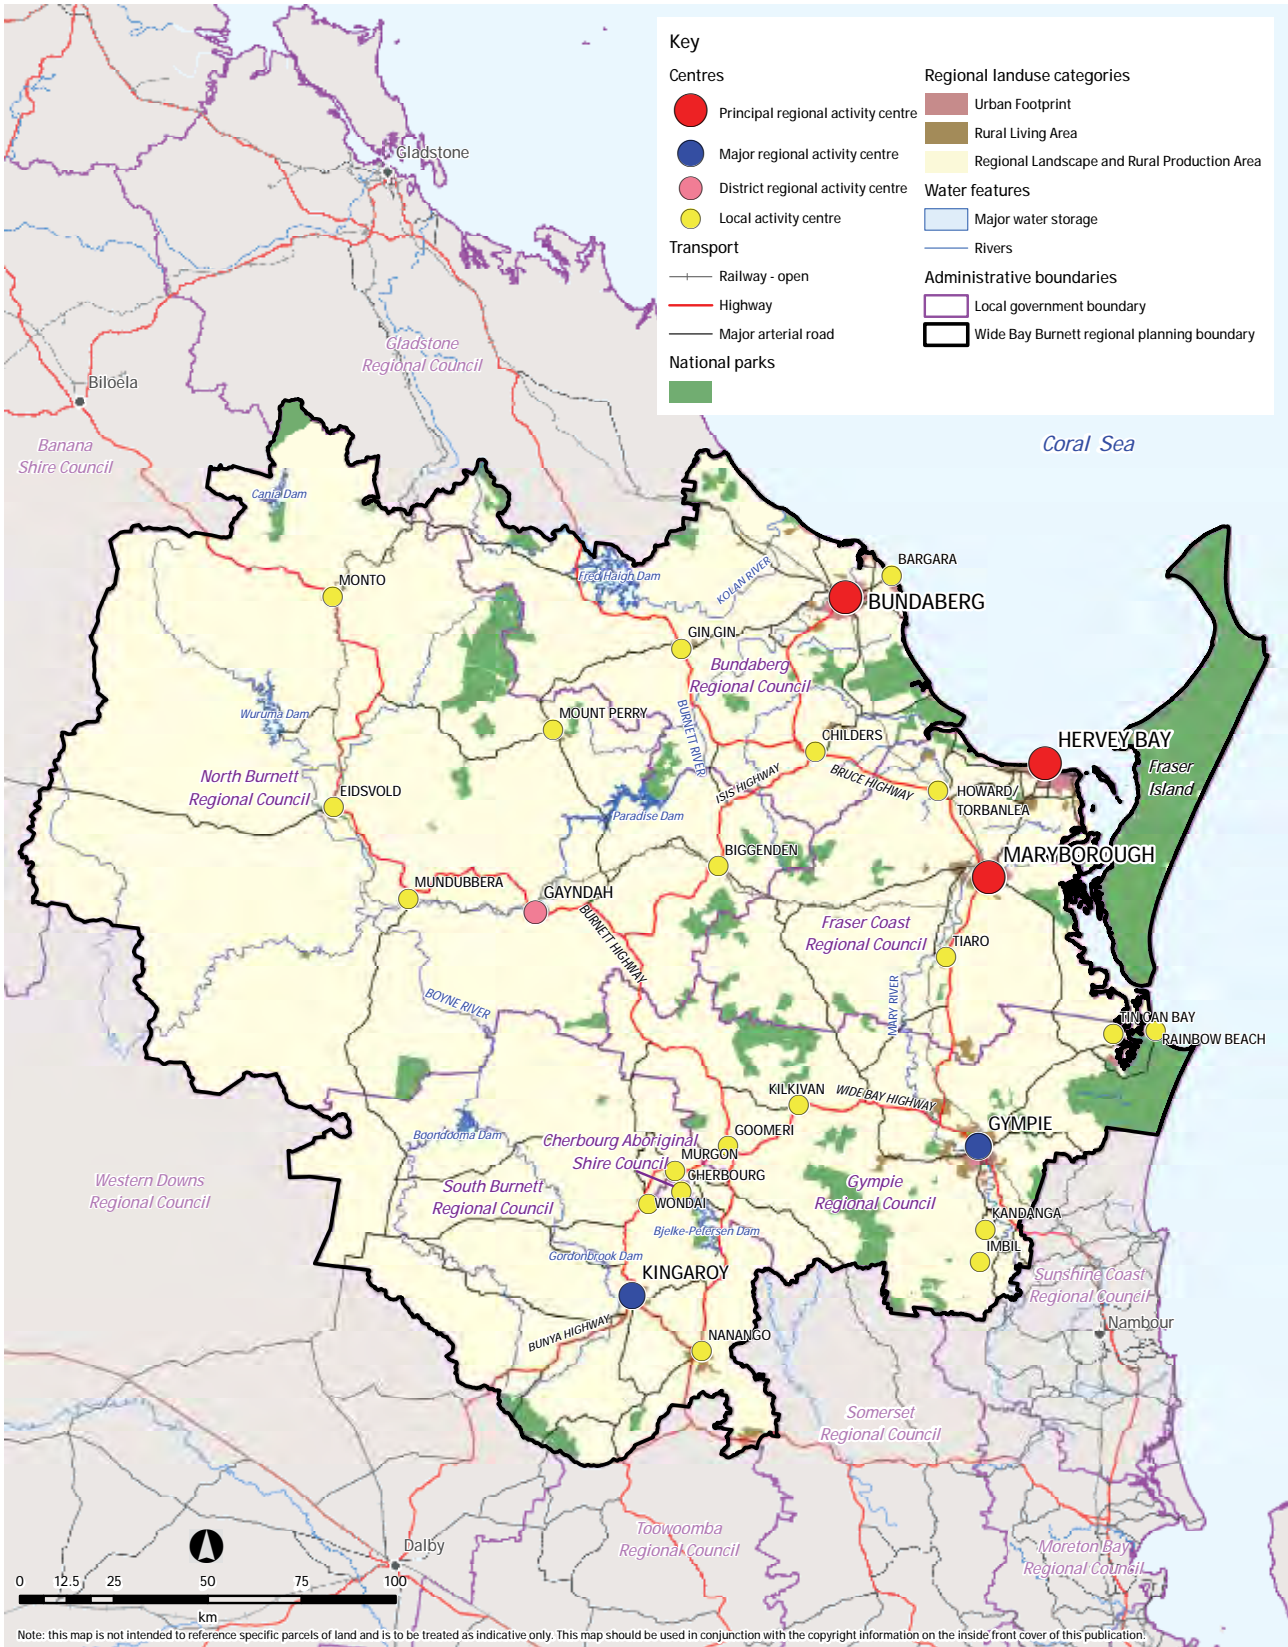 Key
Centres
Principal regional activity centre
Major regional activity centre
District regional activity centre
Local activity centre
Transport
Railway - open
Highway
Major arterial road
National parks
Regional landuse categories
Urban Footprint
Rural Living Area
Regional Landscape and Rural Production Area
Water features
Major water storage
Rivers
Administrative boundaries
Local government boundary
Wide Bay Burnett regional planning boundary
Gladstone
Gladstone
Regional Council
Biloela
Banana
Shire Council
Coral Sea
Cania Dam
MONTO
Fred Haigh Dam
KOLAN RIVER
BARGARA
BUNDABERG
GIN GIN
Bundaberg
Regional Council
Wuruma Dam
MOUNT PERRY
BURNETT RIVER
CHILDERS
HERVEY BAY
Fraser
Island
North Burnett
Regional Council
EIDSVOLD
ISIS HIGHWAY
BRUCE HIGHWAY
HOWARD/
TORBANLEA
Paradise Dam
BIGGENDEN
MARYBOROUGH
MUNDUBBERA
GAYNDAH
BURNETT HIGHWAY
Fraser Coast
Regional Council
TIARO
BOYNE RIVER
MARY RIVER
TIN CAN BAY
RAINBOW BEACH
KILKIVAN
WIDE BAY HIGHWAY
Boondooma Dam
GOOMERI
GYMPIE
Cherbourg Aboriginal
Shire Council
MURGON
CHERBOURG
WONDAI
Western Downs
Regional Council
South Burnett
Regional Council
Gympie
Regional Council
Bjelke-Petersen Dam
KANDANGA
IMBIL
Gordonbrook Dam
KINGAROY
Sunshine Coast
Regional Council
Nambour
BUNYA HIGHWAY
NANANGO
Somerset
Regional Council
Toowoomba
Regional Council
Moreton Bay
Regional Council
Dalby
0 12.5 25 50 75 100
km
Note: this map is not intended to reference specific parcels of land and is to be treated as indicative only. This map should be used in conjunction with the copyright information on the inside front cover of this publication.